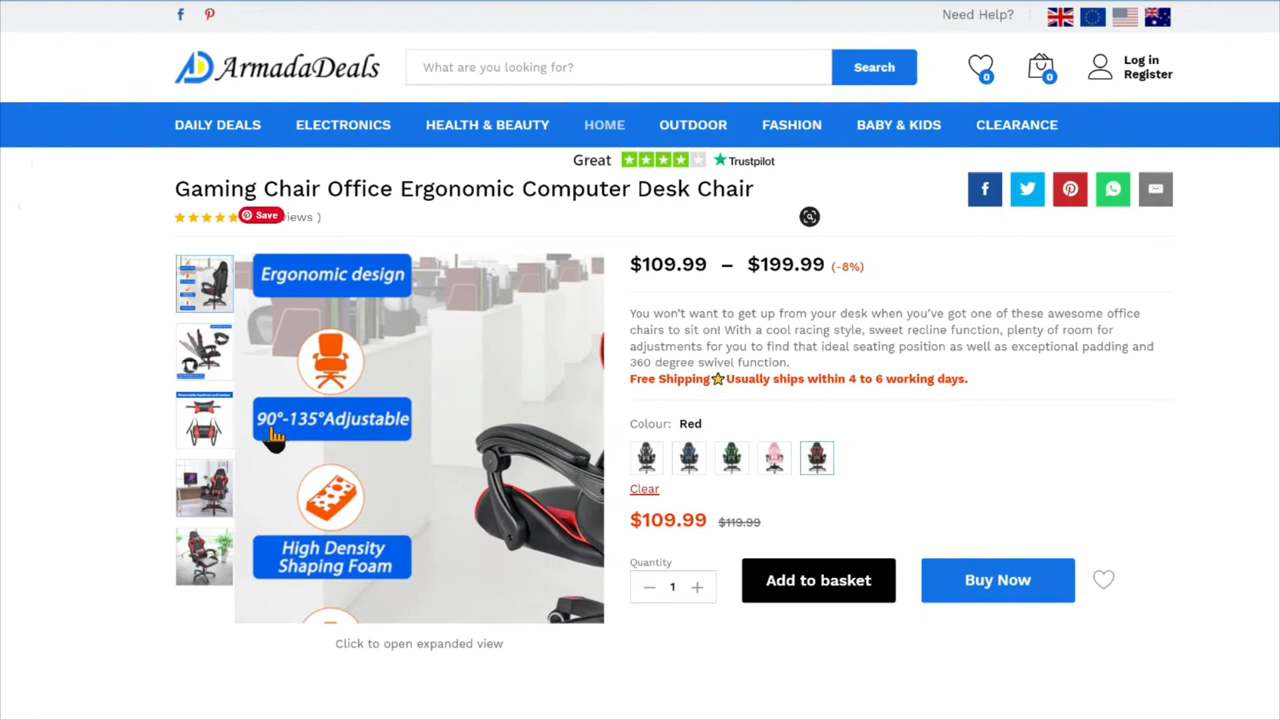 Need Help?
ArmadaDeals
What are you looking for?
Search
0
0
Log in
Register
DAILY DEALS
ELECTRONICS
HEALTH & BEAUTY
HOME
OUTDOOR
FASHION
BABY & KIDS
CLEARANCE
Great
Trustpilot
Gaming Chair Office Ergonomic Computer Desk Chair
Save
iews )
Ergonomic design
90°-135°Adjustable
High Density
Shaping Foam
Click to open expanded view
$109.99 – $199.99 (-8%)
You won't want to get up from your desk when you've got one of these awesome office
chairs to sit on! With a cool racing style, sweet recline function, plenty of room for
adjustments for you to find that ideal seating position as well as exceptional padding and
360 degree swivel function.
Free Shipping⭐Usually ships within 4 to 6 working days.
Colour: Red
Clear
$109.99 $119.99
Quantity
− 1 +
Add to basket
Buy Now